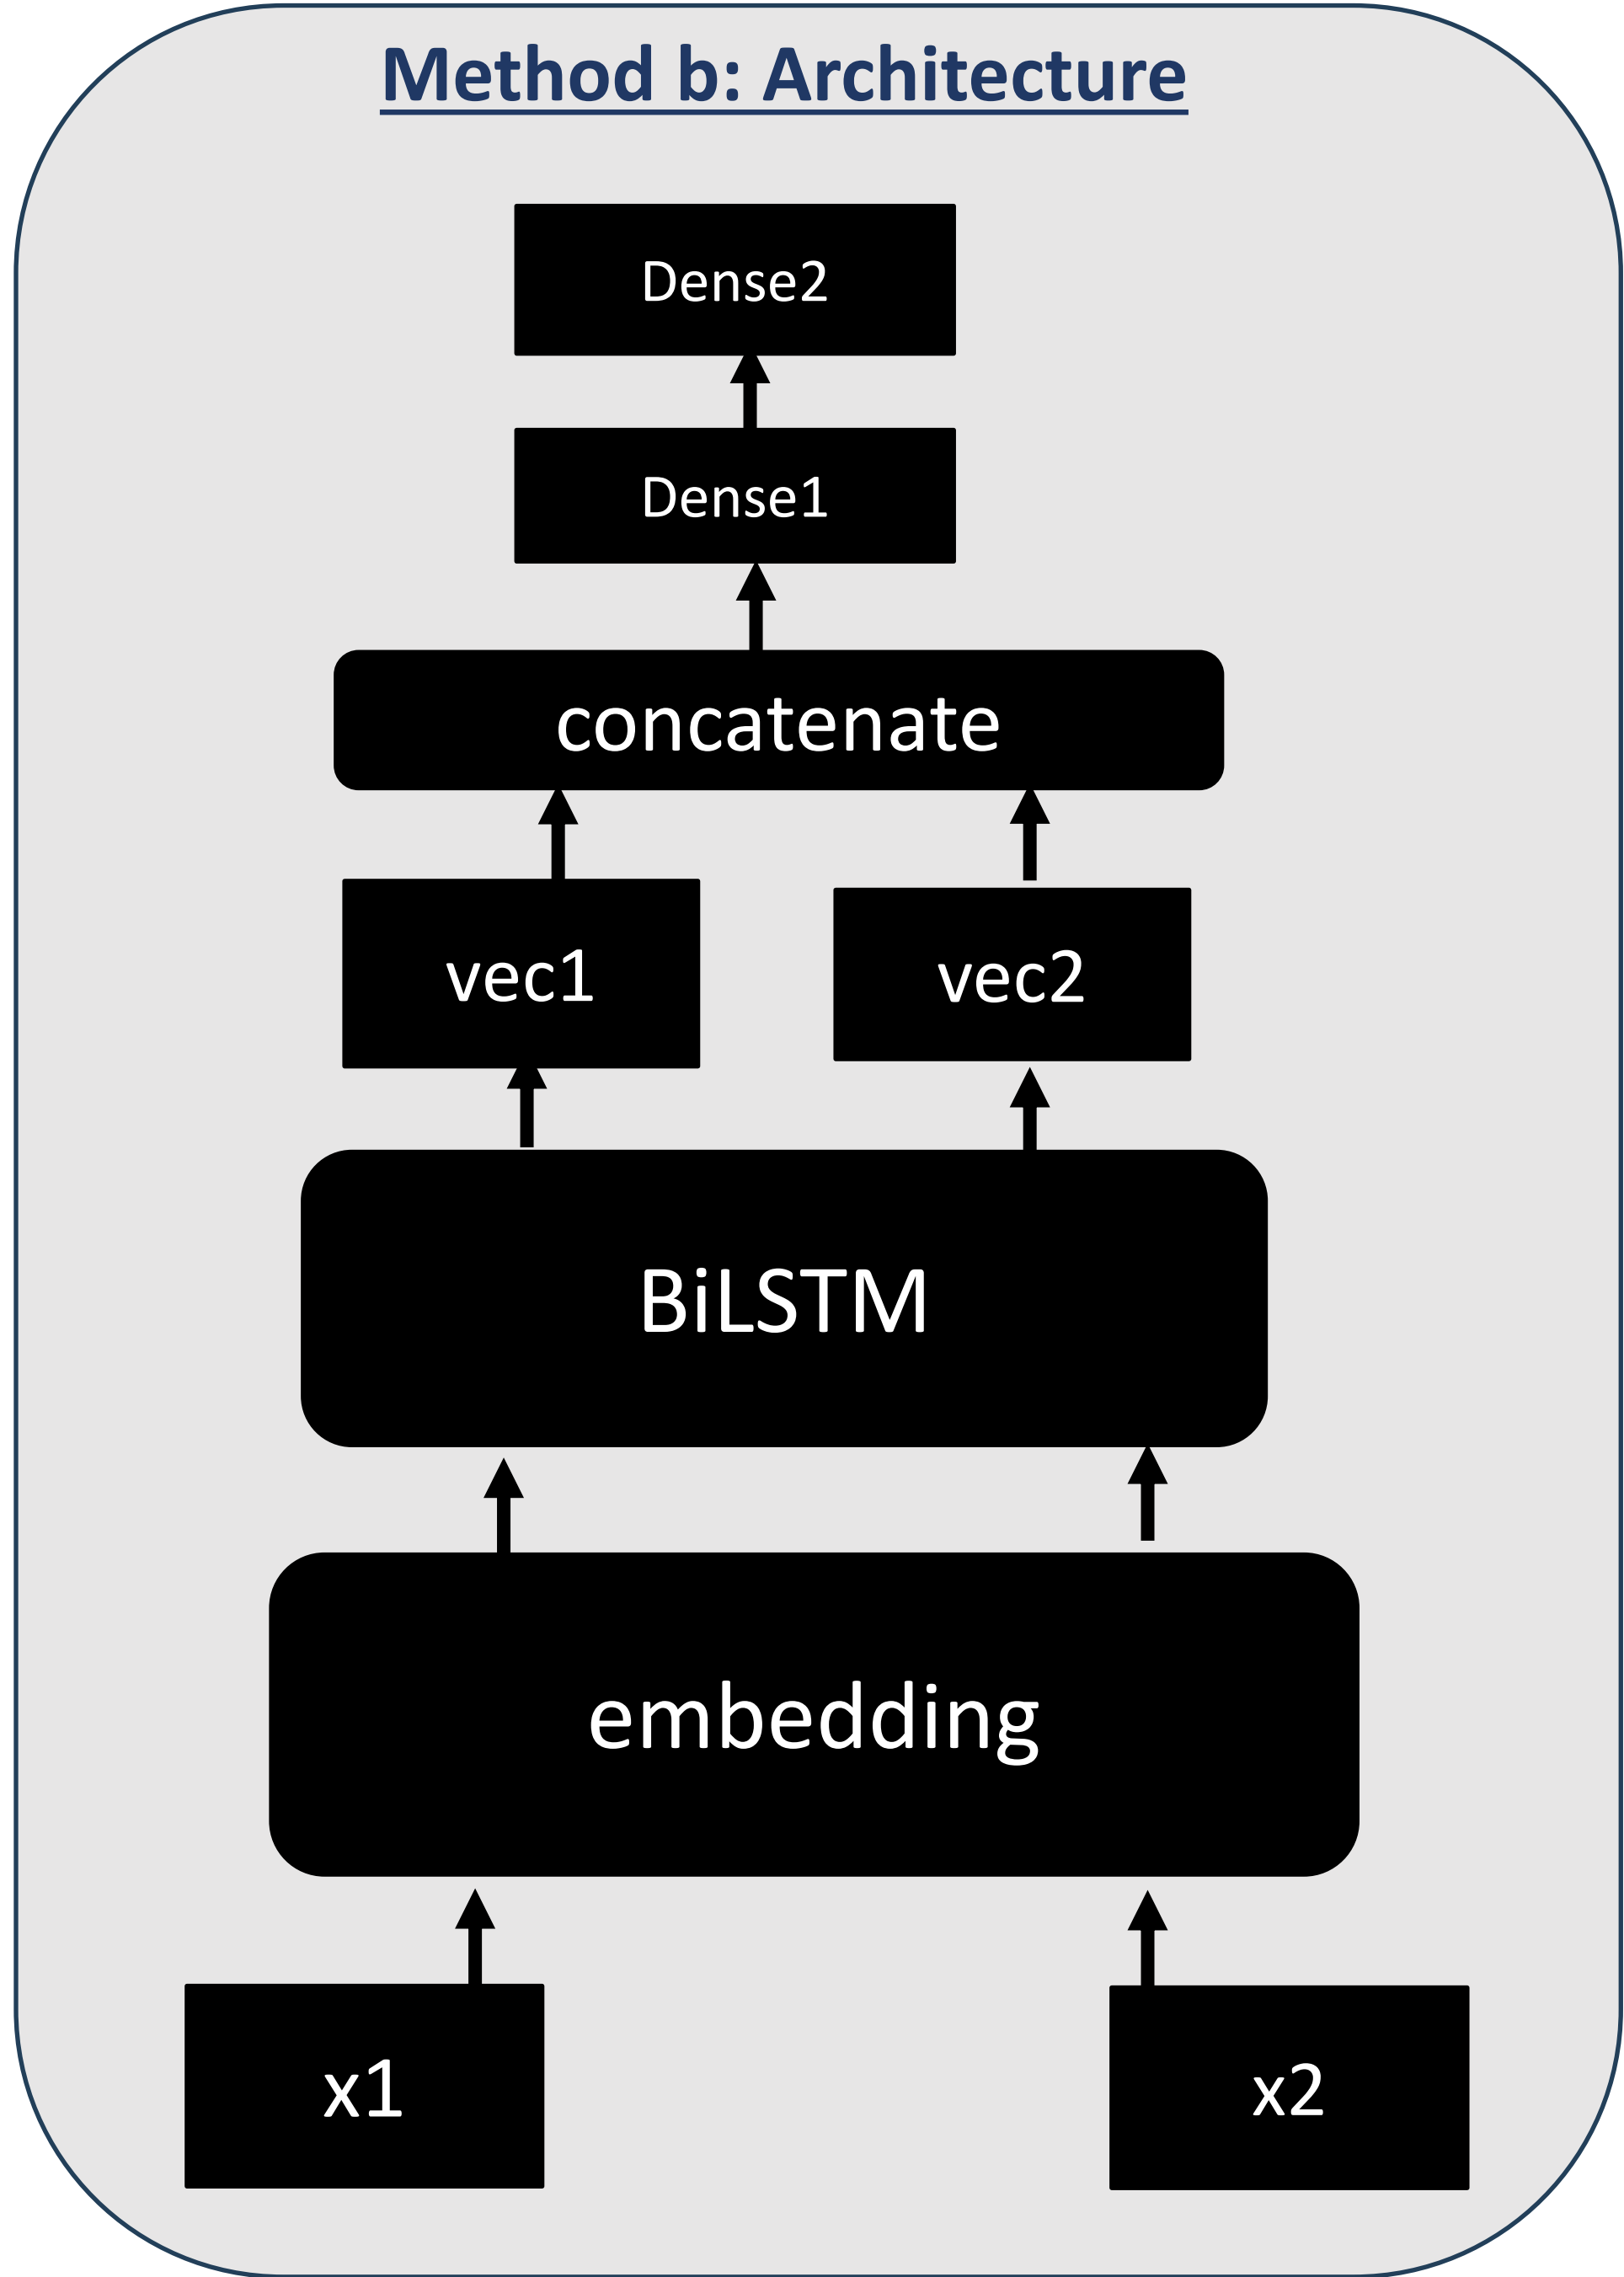 Method b: Architecture
Dense2
Dense1
concatenate
vec1
vec2
BiLSTM
embedding
x1
x2